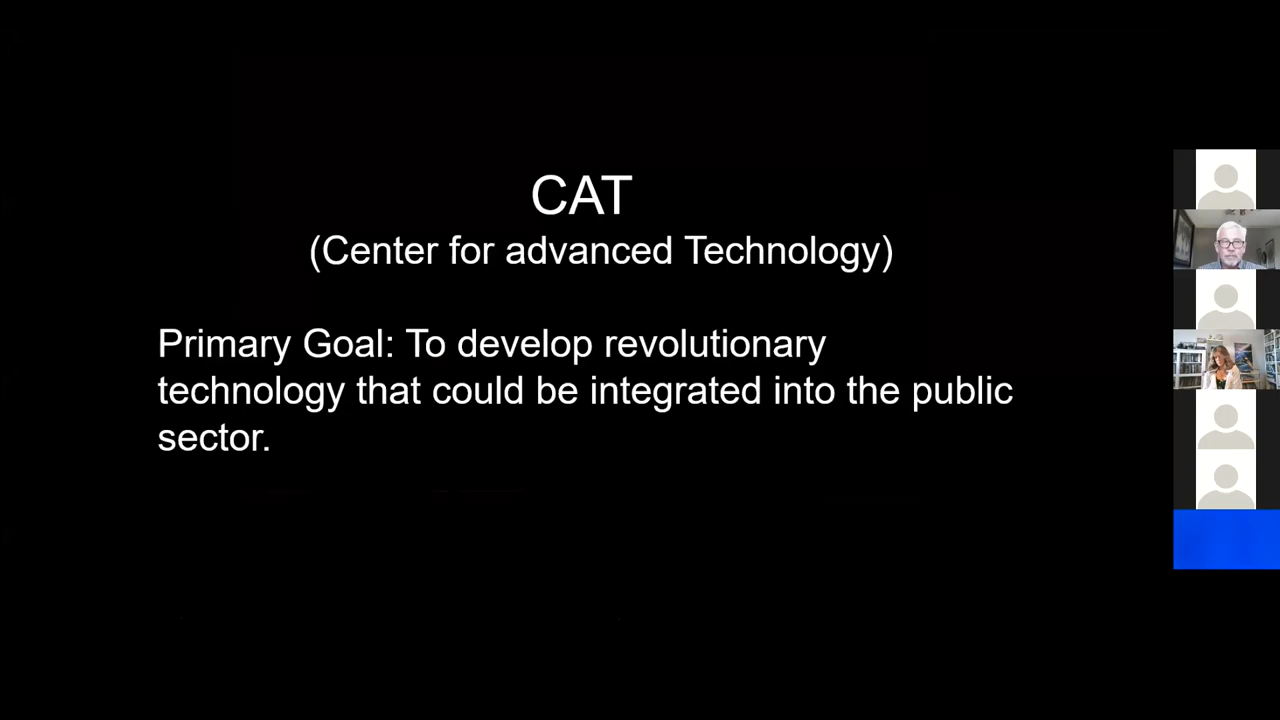 CAT
(Center for advanced Technology)
Primary Goal: To develop revolutionary
technology that could be integrated into the public
sector.